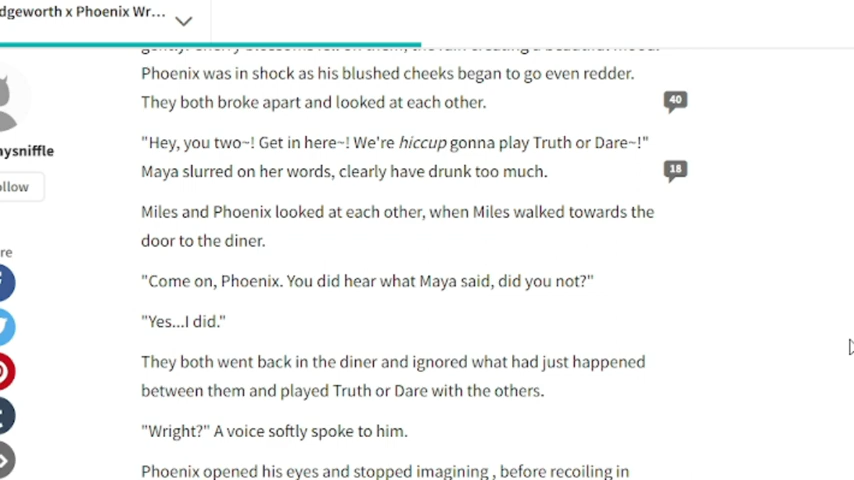 dgeworth x Phoenix Wr...
Phoenix was in shock as his blushed cheeks began to go even redder.
They both broke apart and looked at each other.
40
"Hey, you two~! Get in here~! We're hiccup gonna play Truth or Dare~!"
Maya slurred on her words, clearly have drunk too much.
18
aysniffle
ollow
Miles and Phoenix looked at each other, when Miles walked towards the
door to the diner.
re
"Come on, Phoenix. You did hear what Maya said, did you not?"
"Yes...I did."
They both went back in the diner and ignored what had just happened
between them and played Truth or Dare with the others.
"Wright?" A voice softly spoke to him.
Phoenix opened his eyes and stopped imagining , before recoiling in